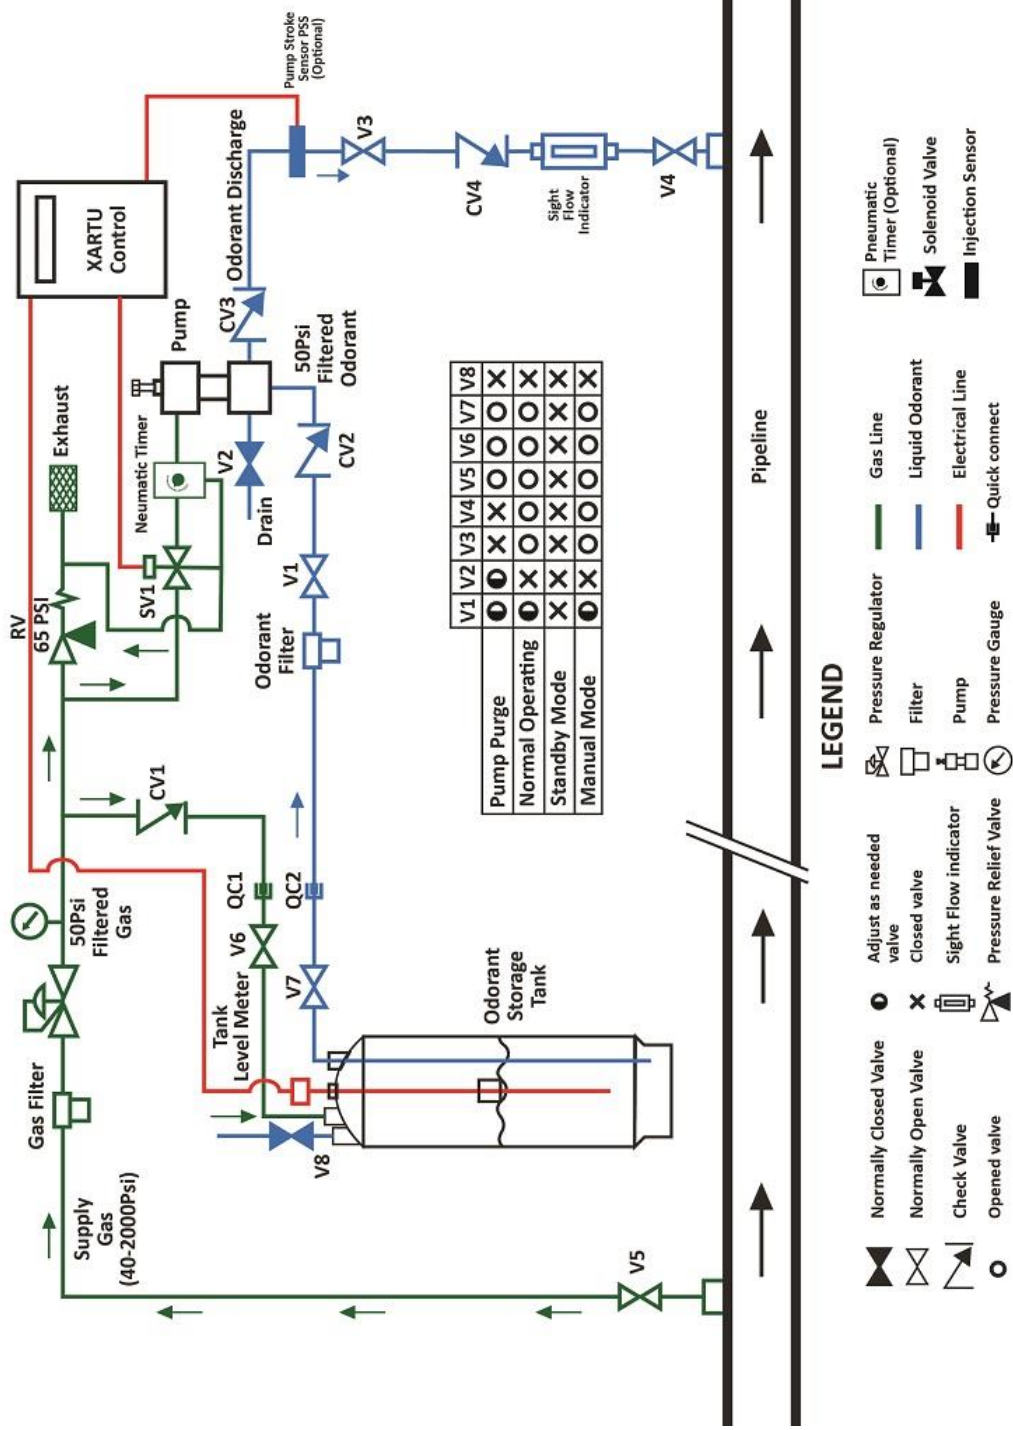 XARTU
Control
Pump Stroke
Sensor PSS
(Optional)
Exhaust
RV
65 PSI
Neumatic Timer
Pump
SV1
V2
Drain
CV3
Odorant Discharge
V3
CV4
Sight
Flow
Indicator
V4
50Psi
Filtered
Odorant
CV2
V1
Odorant
Filter
CV1
50Psi
Filtered
Gas
Gas Filter
Supply
Gas
(40-2000Psi)
Tank
Level Meter
V6
QC1
QC2
V7
V8
Odorant
Storage
Tank
V5
V1 V2 V3 V4 V5 V6 V7 V8
Pump Purge ◐ ◐ X X O O O X
Normal Operating ◐ X O O O O O X
Standby Mode X X X X X X X X
Manual Mode ◐ X O O O O O X
Pipeline
LEGEND
Normally Closed Valve
Normally Open Valve
Check Valve
Opened valve
Adjust as needed
valve
Closed valve
Sight Flow indicator
Pressure Relief Valve
Pressure Regulator
Filter
Pump
Pressure Gauge
Gas Line
Liquid Odorant
Electrical Line
Quick connect
Pneumatic
Timer (Optional)
Solenoid Valve
Injection Sensor